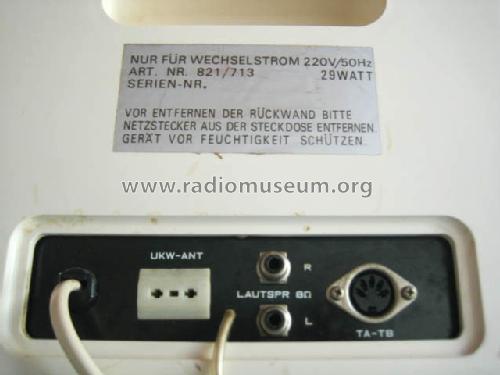 NUR FÜR WECHSELSTROM 220V/50Hz
ART. NR. 821/713 29WATT
SERIEN-NR.
VOR ENTFERNEN DER RÜCKWAND BITTE
NETZSTECKER AUS DER STECKDOSE ENTFERNEN.
GERÄT VOR FEUCHTIGKEIT SCHÜTZEN.
www.radiomuseum.org
UKW-ANT
R
LAUTSPR 8Ω
L
TA-TB